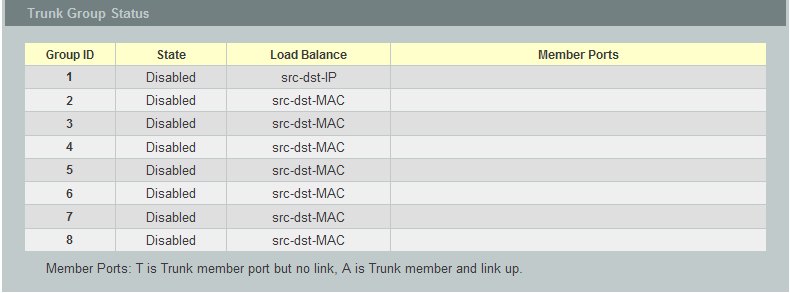 Trunk Group Status
Group ID State Load Balance Member Ports
1 Disabled src-dst-IP
2 Disabled src-dst-MAC
3 Disabled src-dst-MAC
4 Disabled src-dst-MAC
5 Disabled src-dst-MAC
6 Disabled src-dst-MAC
7 Disabled src-dst-MAC
8 Disabled src-dst-MAC
Member Ports: T is Trunk member port but no link, A is Trunk member and link up.